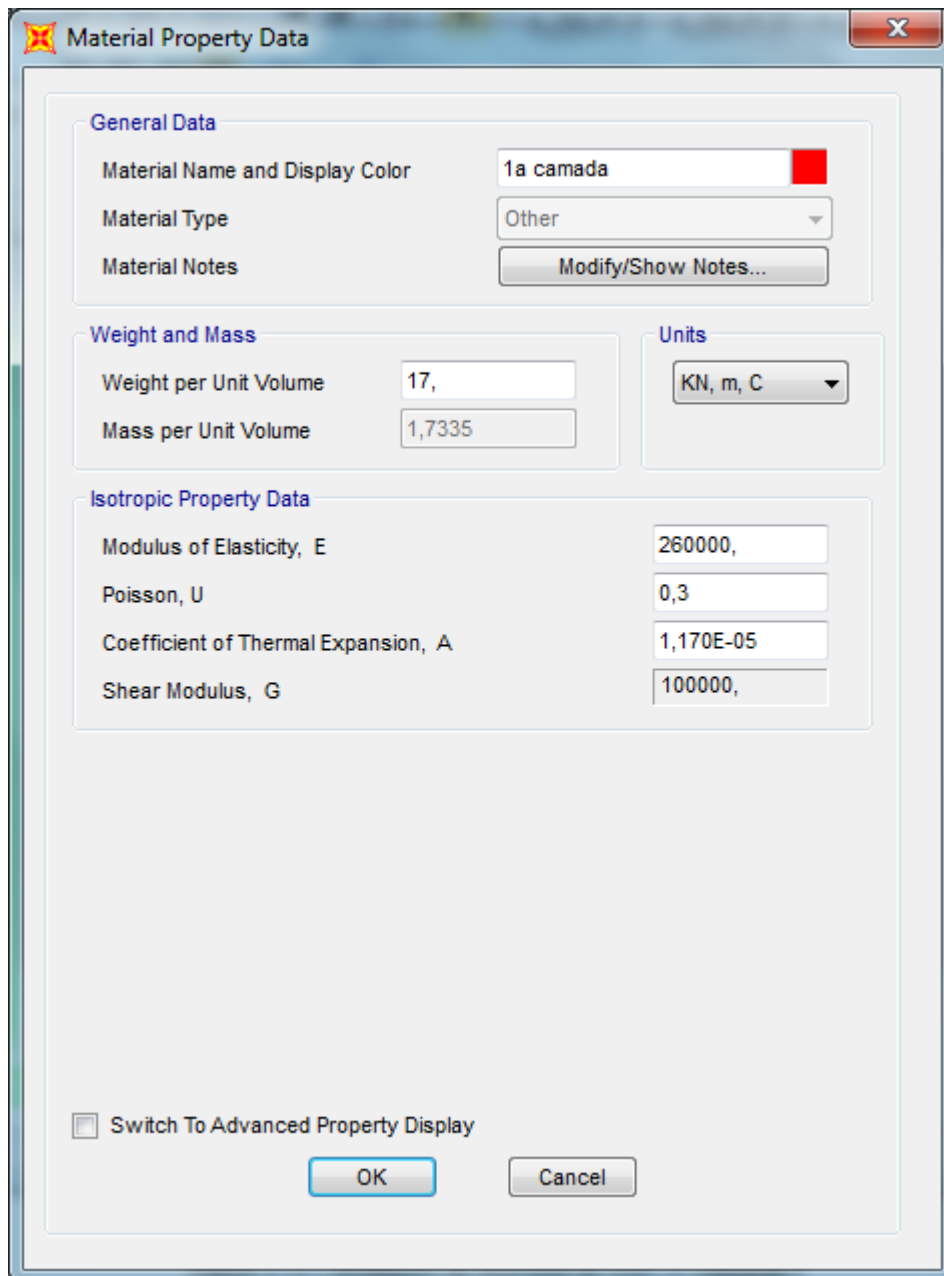 Material Property Data
General Data
Material Name and Display Color 1a camada
Material Type Other
Material Notes Modify/Show Notes...
Weight and Mass
Weight per Unit Volume 17,
Mass per Unit Volume 1,7335
Units
KN, m, C
Isotropic Property Data
Modulus of Elasticity, E 260000,
Poisson, U 0,3
Coefficient of Thermal Expansion, A 1,170E-05
Shear Modulus, G 100000,
Switch To Advanced Property Display
OK Cancel